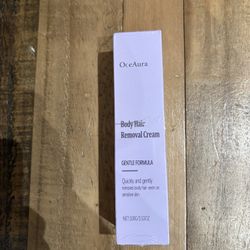 OceAura
Body Hair
Removal Cream
GENTLE FORMULA
Quickly and gently
removes body hair even on
sensitive skin